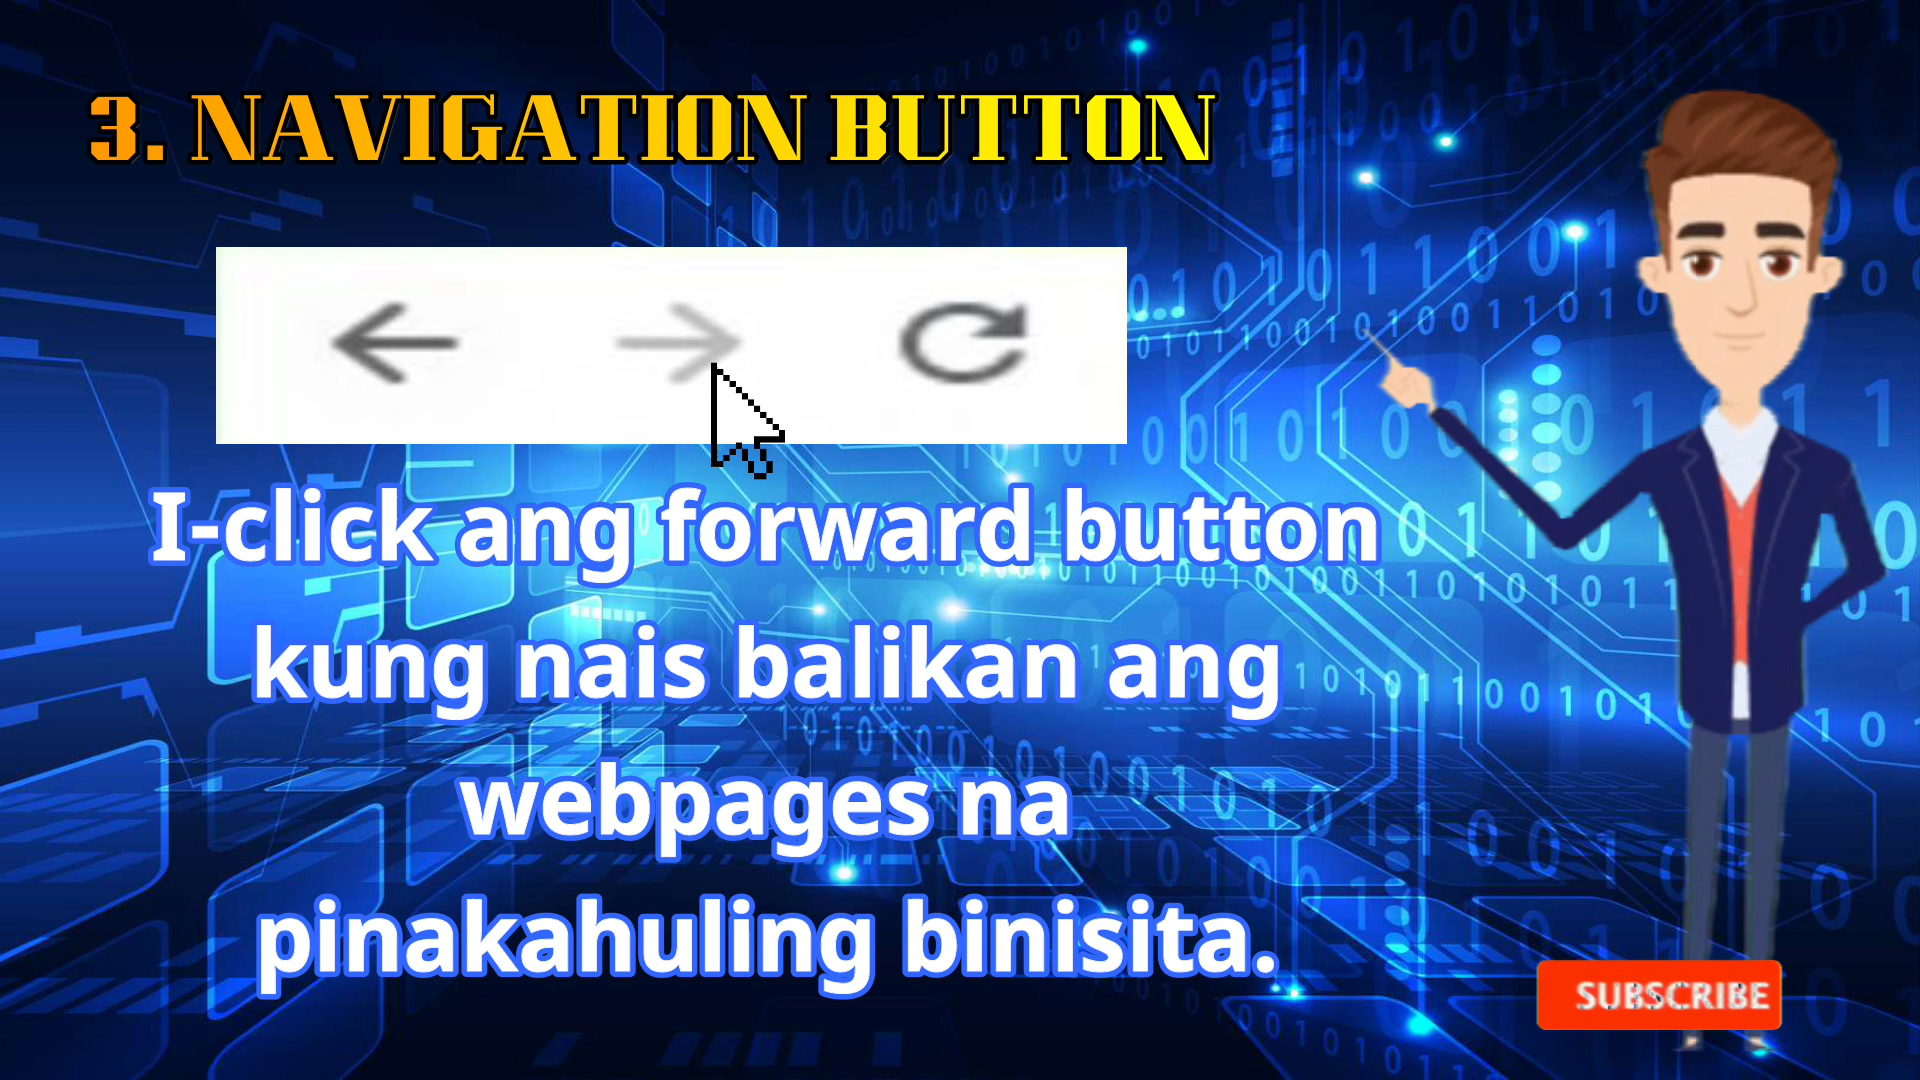 3. NAVIGATION BUTTON
I-click ang forward button
kung nais balikan ang
webpages na
pinakahuling binisita.
SUBSCRIBE